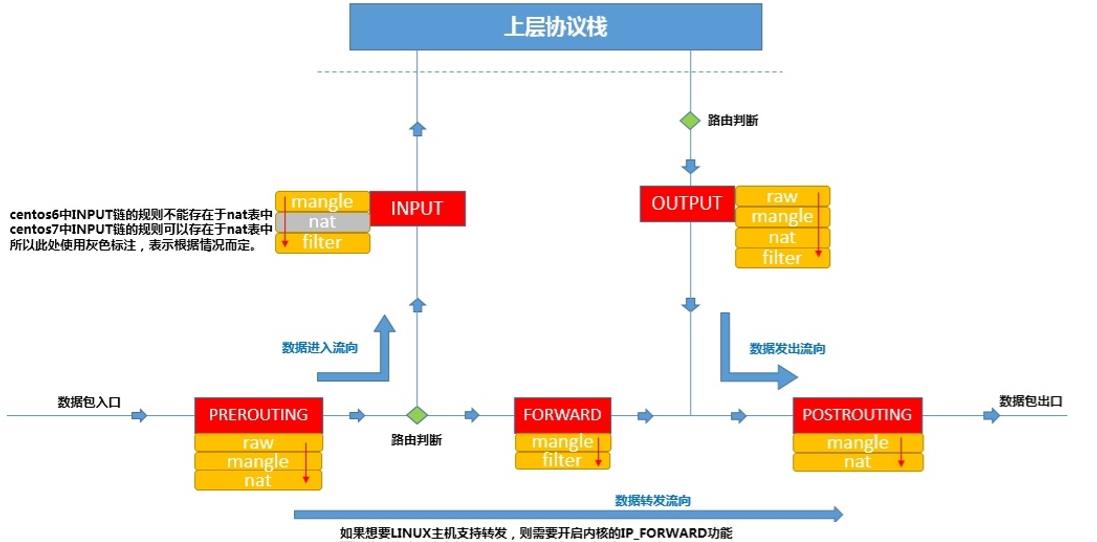 上层协议栈
路由判断
mangle
nat
filter
INPUT
OUTPUT
raw
mangle
nat
filter
centos6中INPUT链的规则不能存在于nat表中
centos7中INPUT链的规则可以存在于nat表中
所以此处使用灰色标注，表示根据情况而定。
数据进入流向
数据发出流向
数据包入口
PREROUTING
raw
mangle
nat
路由判断
FORWARD
mangle
filter
POSTROUTING
mangle
nat
数据包出口
数据转发流向
如果想要LINUX主机支持转发，则需要开启内核的IP_FORWARD功能